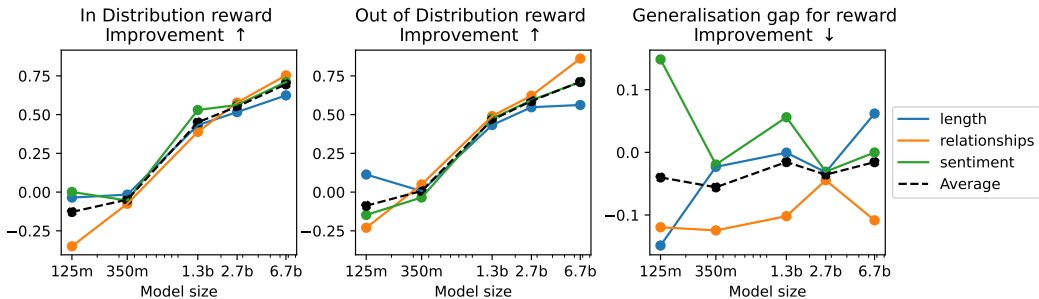 In Distribution reward
Improvement ↑
0.75
0.50
0.25
0.00
−0.25
125m 350m 1.3b 2.7b 6.7b
Model size
Out of Distribution reward
Improvement ↑
0.75
0.50
0.25
0.00
−0.25
125m 350m 1.3b 2.7b 6.7b
Model size
Generalisation gap for reward
Improvement ↓
0.1
0.0
−0.1
125m 350m 1.3b 2.7b 6.7b
Model size
length
relationships
sentiment
Average